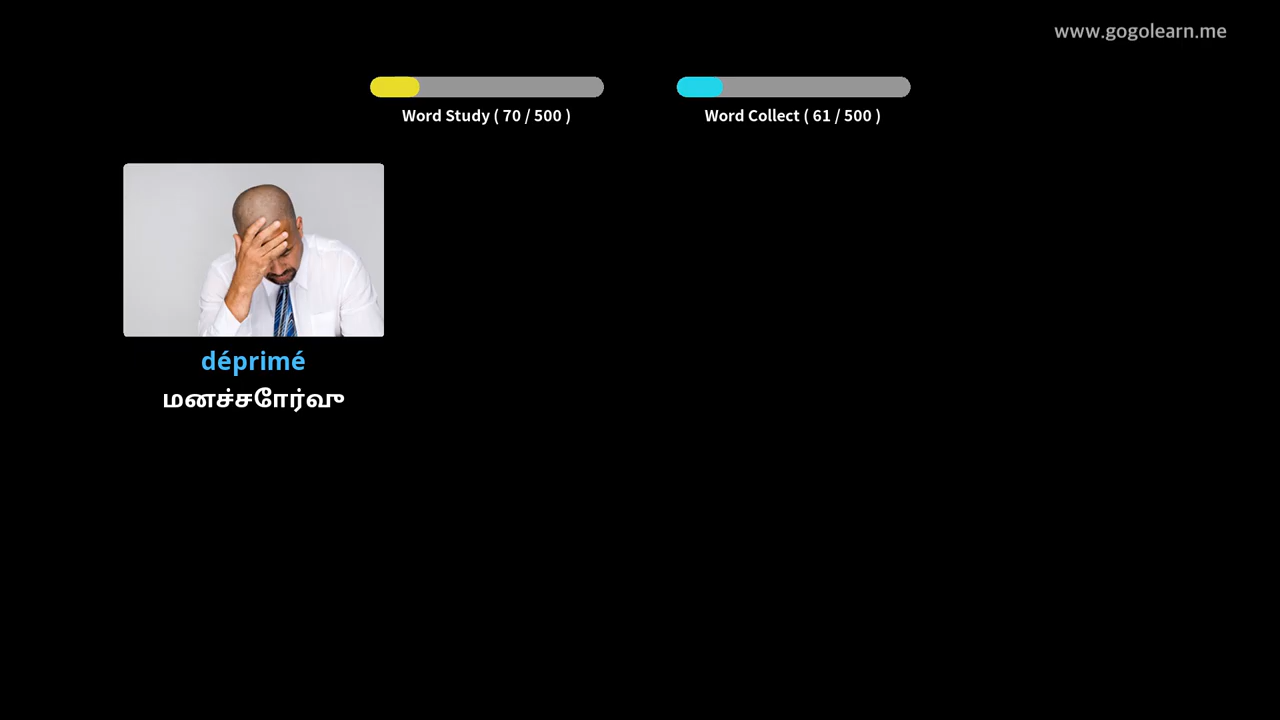 www.gogolearn.me
Word Study ( 70 / 500 )
Word Collect ( 61 / 500 )
déprimé
மனச்சோர்வு